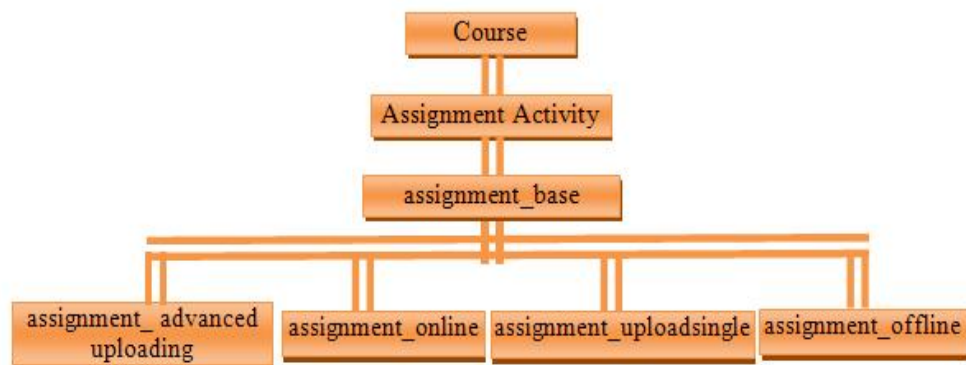 Course
Assignment Activity
assignment_base
assignment_ advanced
uploading
assignment_online
assignment_uploadsingle
assignment_offline